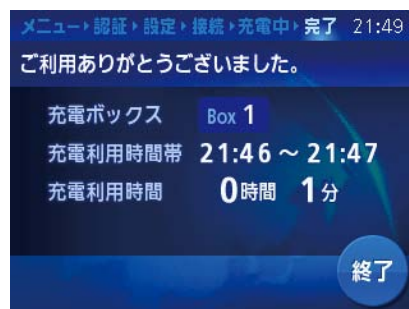 メニュー▶認証▶設定▶接続▶充電中▶完了 21:49
ご利用ありがとうございました。
充電ボックス Box 1
充電利用時間帯 21:46～21:47
充電利用時間 0時間 1分
終了